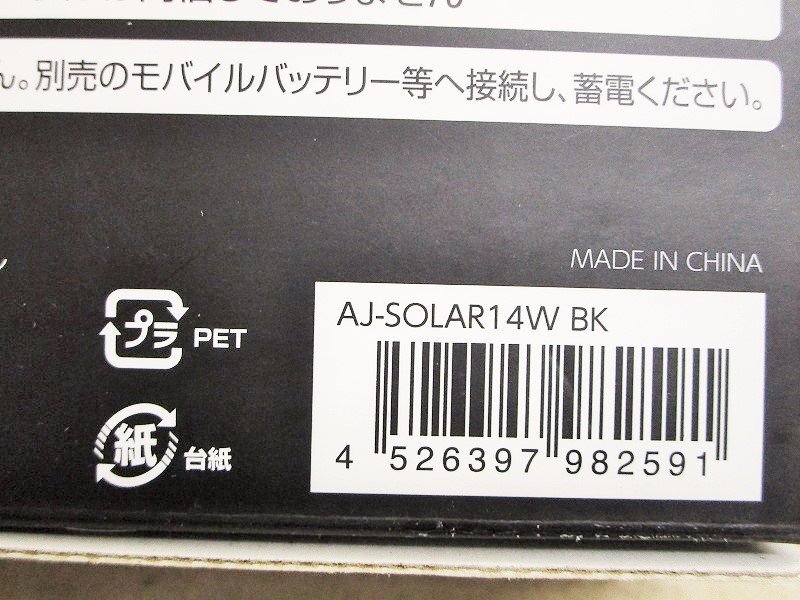 ん。別売のモバイルバッテリー等へ接続し、蓄電ください。
MADE IN CHINA
プラ PET
AJ-SOLAR14W BK
4 526397 982591
紙 台紙